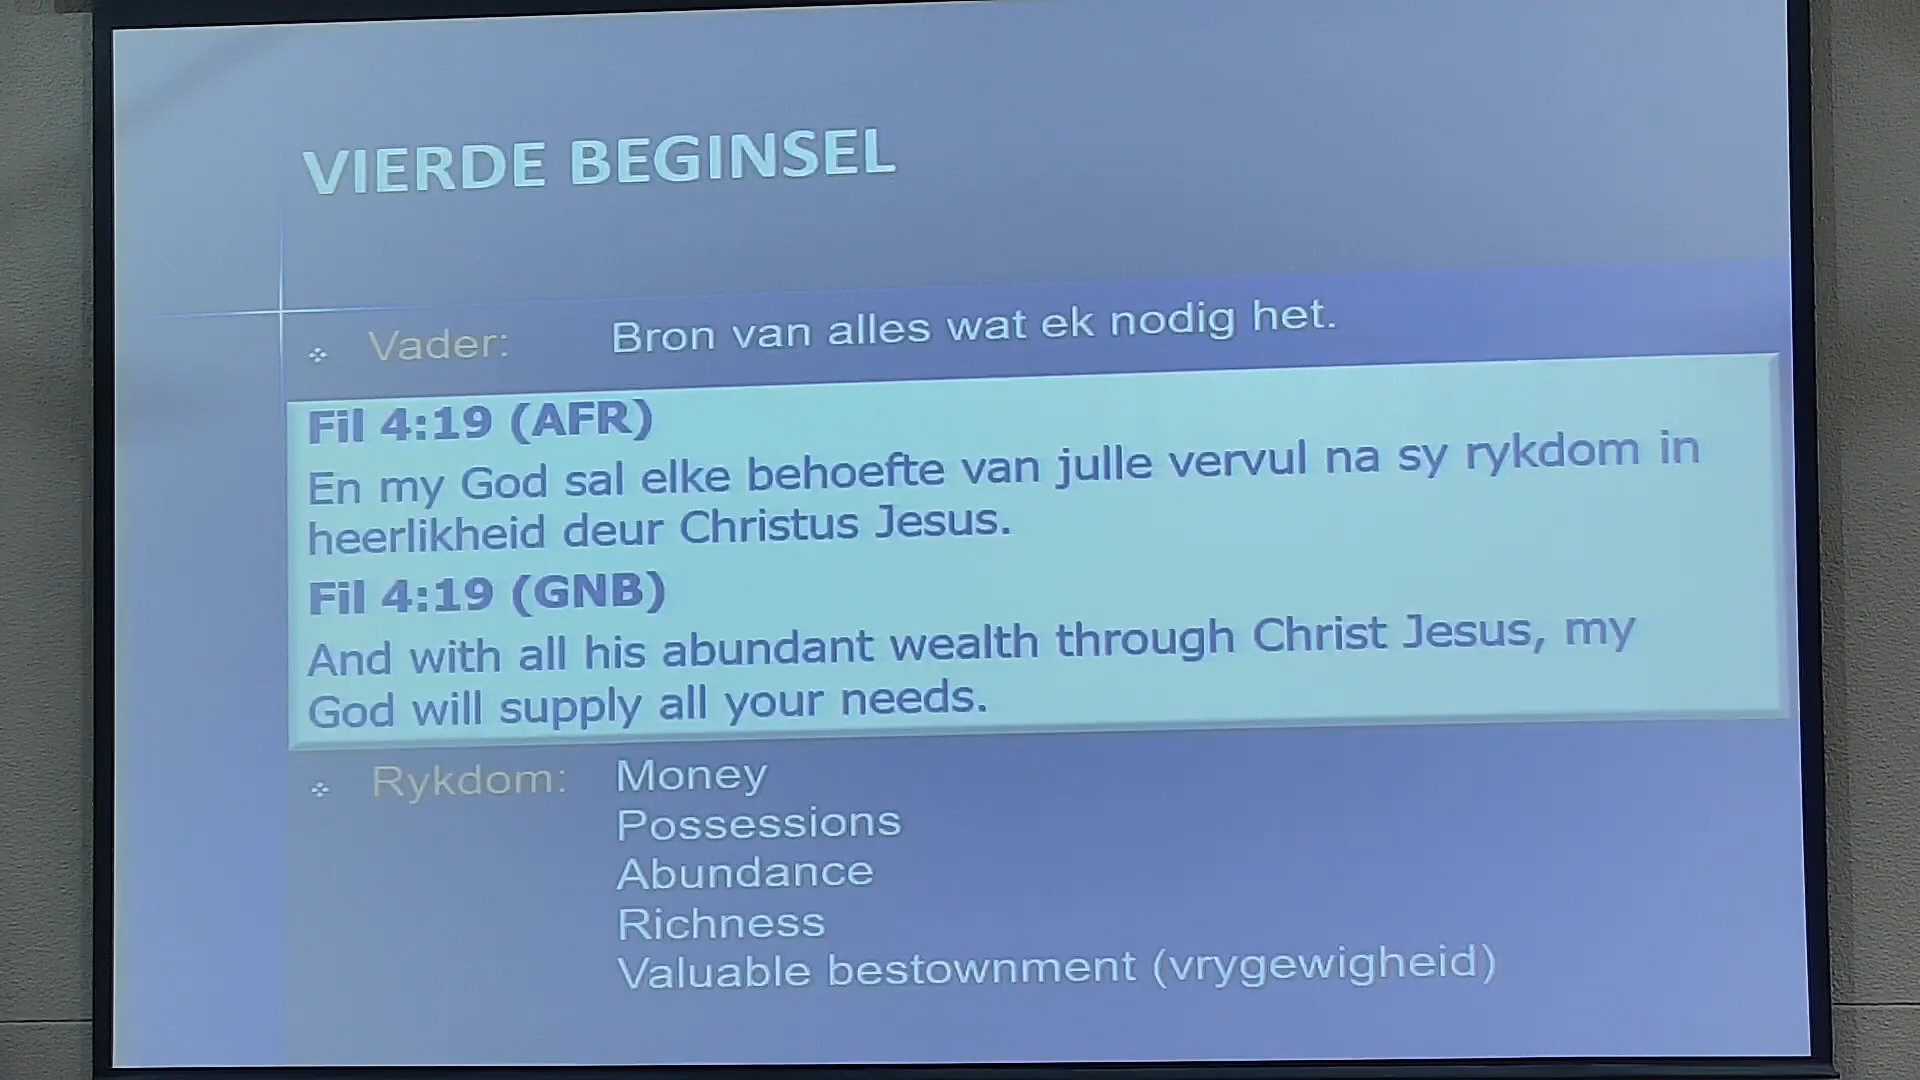 VIERDE BEGINSEL
Vader: Bron van alles wat ek nodig het.
Fil 4:19 (AFR)
En my God sal elke behoefte van julle vervul na sy rykdom in
heerlikheid deur Christus Jesus.
Fil 4:19 (GNB)
And with all his abundant wealth through Christ Jesus, my
God will supply all your needs.
Rykdom: Money
Possessions
Abundance
Richness
Valuable bestownment (vrygewigheid)